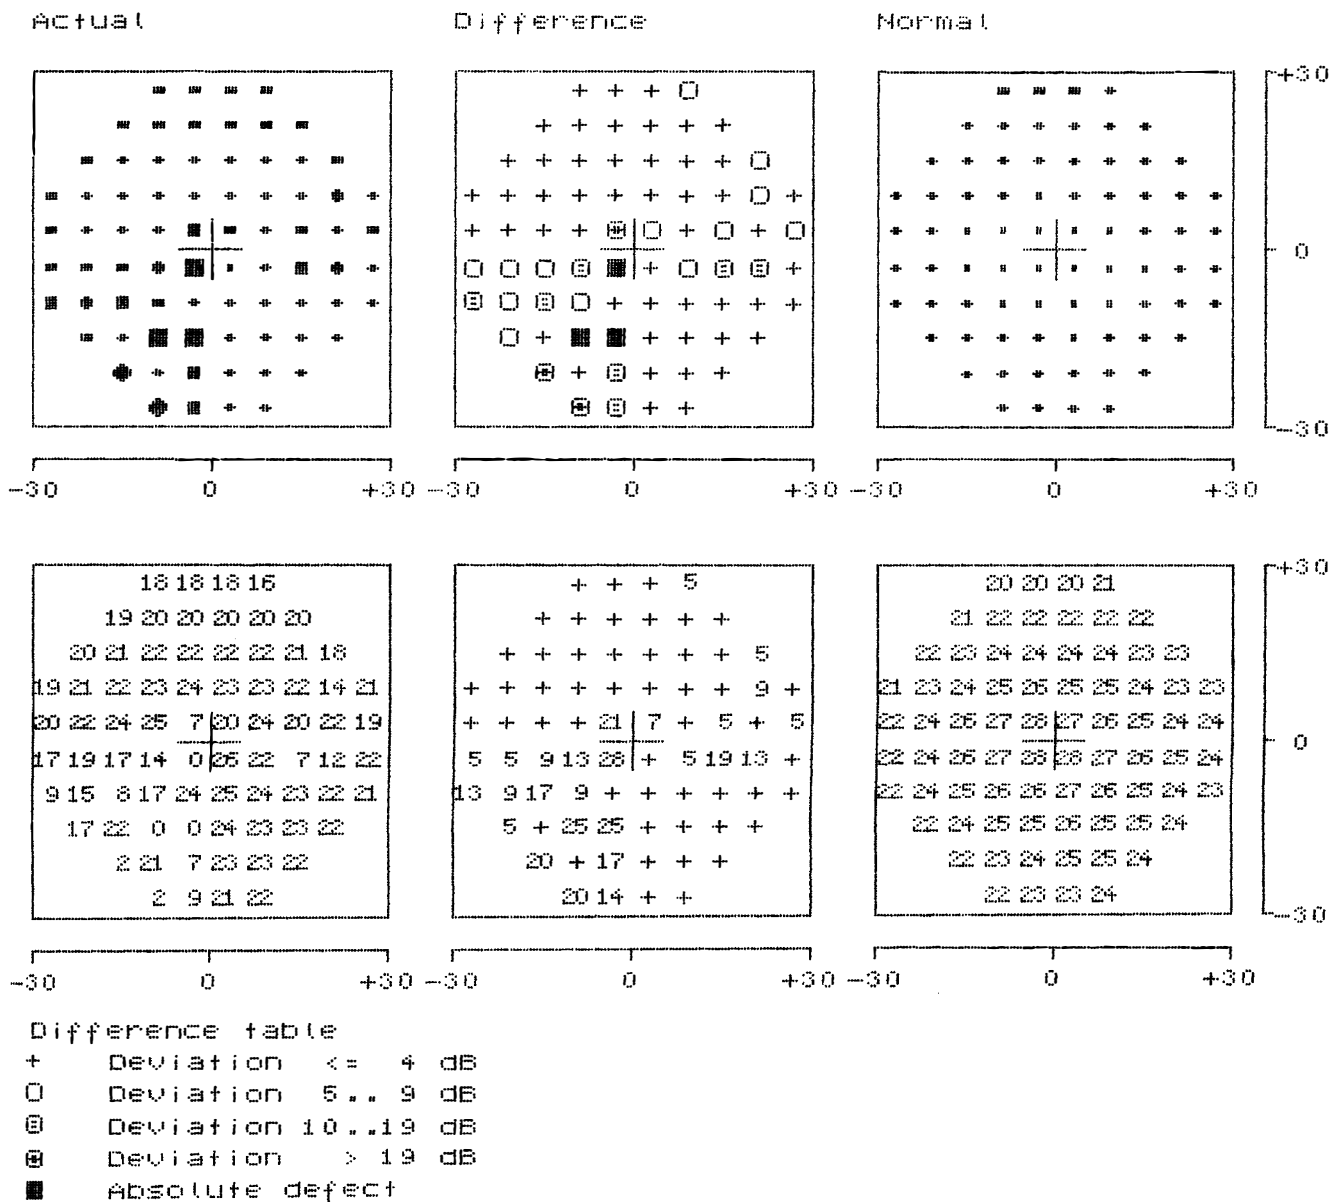 Actual Difference Normal
+30
0
-30
-30 0 +30 -30 0 +30 -30 0 +30
18 18 18 16 + + + 5 20 20 20 21 +30
19 20 20 20 20 20 + + + + + + 21 22 22 22 22 22
20 21 22 22 22 22 21 18 + + + + + + + 5 22 23 24 24 24 24 23 23
19 21 22 23 24 23 23 22 14 21 + + + + + + + + 9 + 21 23 24 25 26 25 25 24 23 23
20 22 24 25 7 20 24 20 22 19 + + + + 21 7 + 5 + 5 22 24 26 27 28 27 26 25 24 24
0
17 19 17 14 0 26 22 7 12 22 5 5 9 13 28 + 5 19 13 + 22 24 26 27 28 28 27 26 25 24
9 15 8 17 24 25 24 23 22 21 13 9 17 9 + + + + + + 22 24 25 26 26 27 26 25 24 23
17 22 0 0 24 23 23 22 5 + 25 25 + + + + 22 24 25 25 26 25 25 24
2 21 7 23 23 22 20 + 17 + + + 22 23 24 25 25 24
2 9 21 22 20 14 + + 22 23 23 24
-30
-30 0 +30 -30 0 +30 -30 0 +30
Difference table
+ Deviation <= 4 dB
Deviation 5.. 9 dB
Deviation 10..19 dB
Deviation > 19 dB
Absolute defect